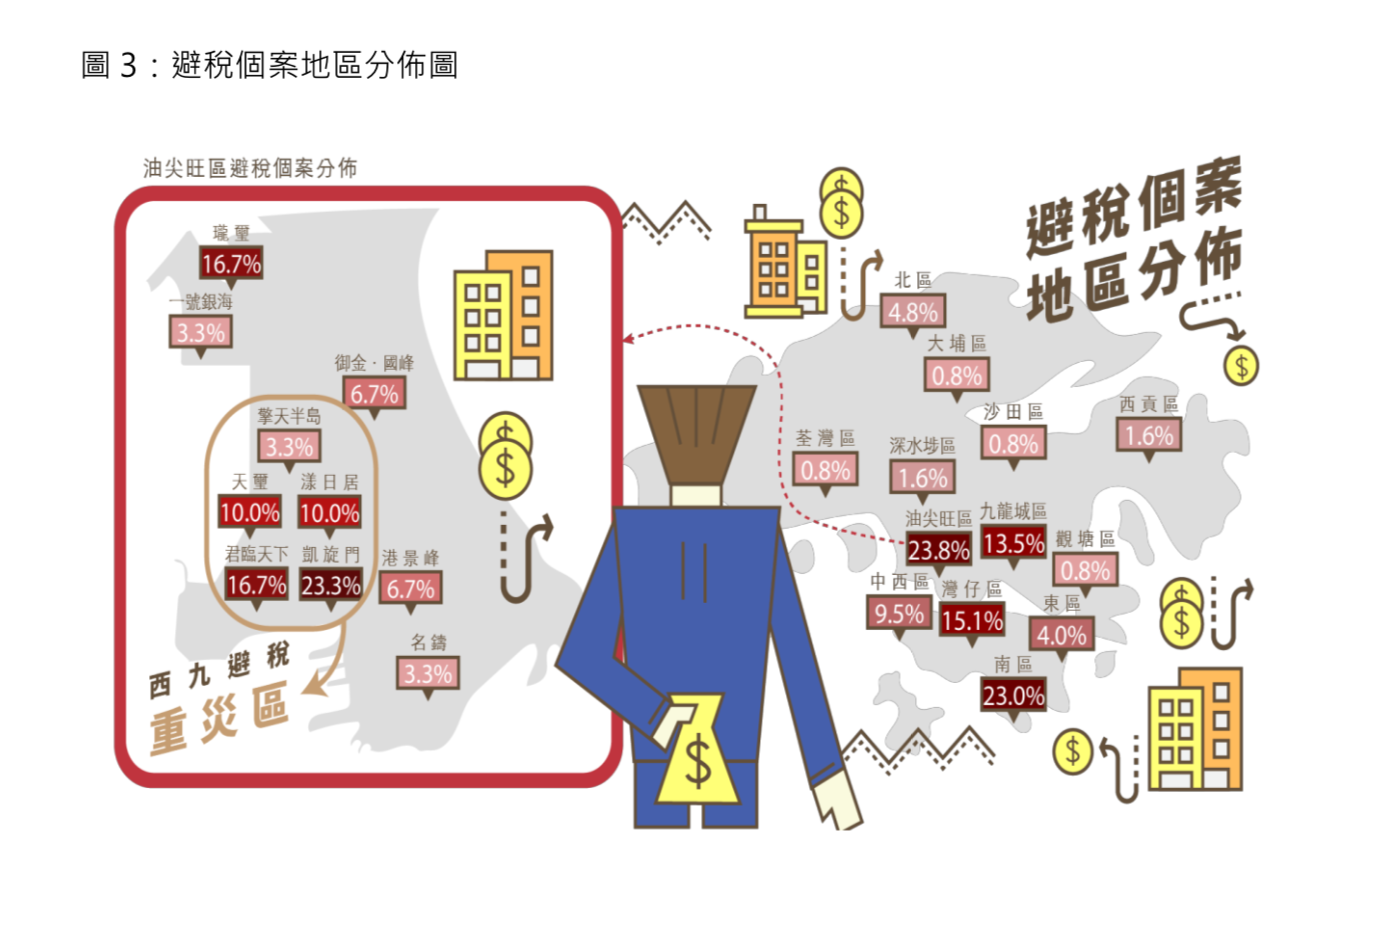 圖 3：避稅個案地區分佈圖
油尖旺區避稅個案分佈
瓏璽
16.7%
一號銀海
3.3%
御金·國峰
6.7%
擎天半島
3.3%
天璽
10.0%
漾日居
10.0%
君臨天下
16.7%
凱旋門
23.3%
港景峰
6.7%
名鑄
3.3%
西九避稅
重災區
避稅個案
地區分佈
北區
4.8%
大埔區
0.8%
沙田區
0.8%
西貢區
1.6%
荃灣區
0.8%
深水埗區
1.6%
油尖旺區
23.8%
九龍城區
13.5%
觀塘區
0.8%
中西區
9.5%
灣仔區
15.1%
東區
4.0%
南區
23.0%
$
$
$
$
$
$
$
$
$